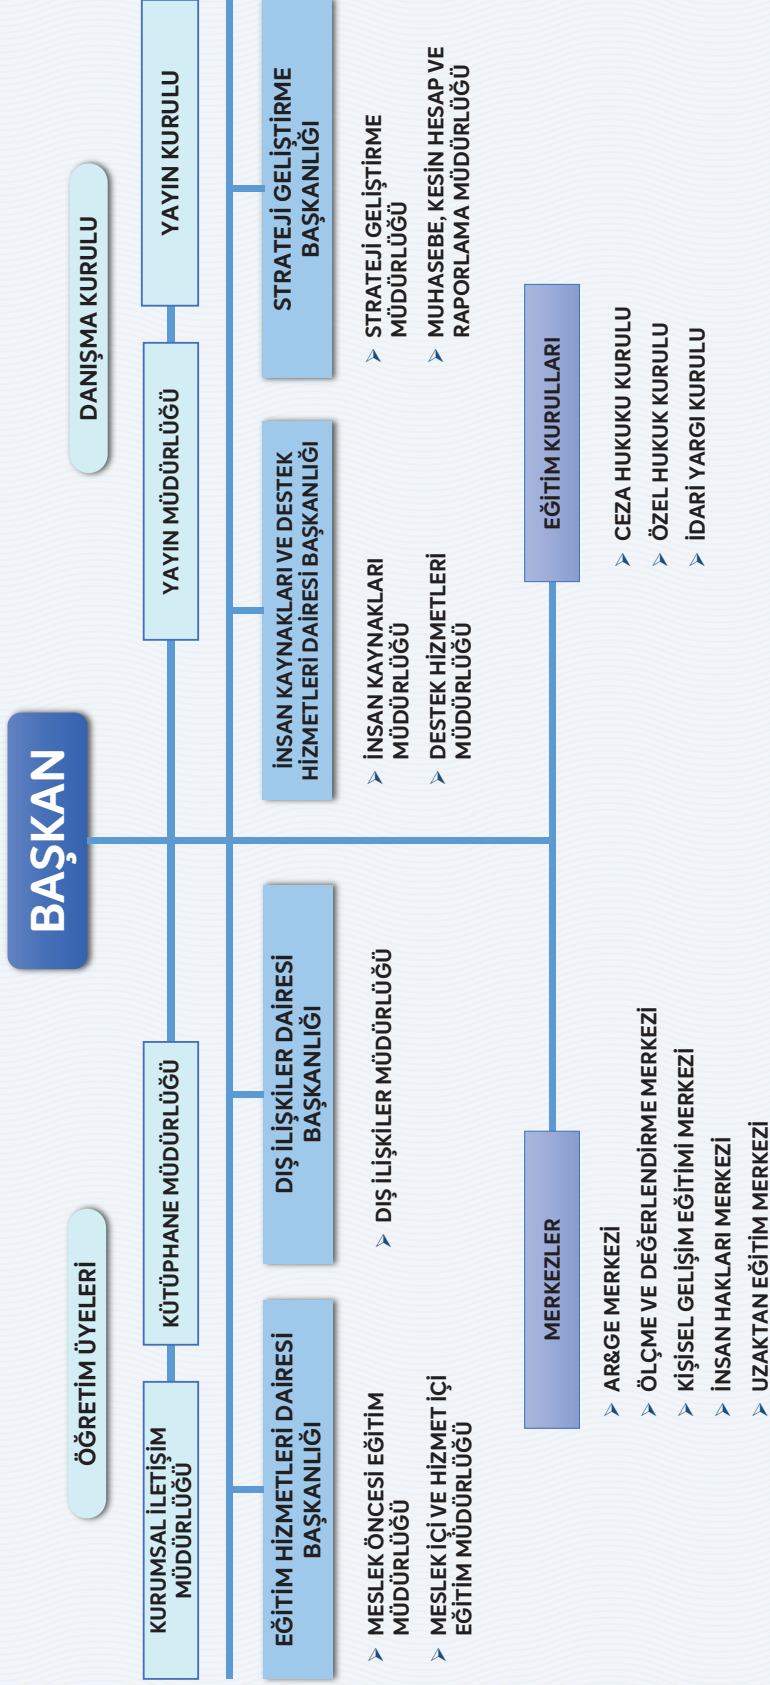 BAŞKAN
ÖĞRETİM ÜYELERİ
DANIŞMA KURULU
KURUMSAL İLETİŞİM
MÜDÜRLÜĞÜ
KÜTÜPHANE MÜDÜRLÜĞÜ
YAYIN MÜDÜRLÜĞÜ
YAYIN KURULU
EĞİTİM HİZMETLERİ DAİRESİ
BAŞKANLIĞI
MESLEK ÖNCESİ EĞİTİM
MÜDÜRLÜĞÜ
MESLEK İÇİ VE HİZMET İÇİ
EĞİTİM MÜDÜRLÜĞÜ
DIŞ İLİŞKİLER DAİRESİ
BAŞKANLIĞI
DIŞ İLİŞKİLER MÜDÜRLÜĞÜ
İNSAN KAYNAKLARI VE DESTEK
HİZMETLERİ DAİRESİ BAŞKANLIĞI
İNSAN KAYNAKLARI
MÜDÜRLÜĞÜ
DESTEK HİZMETLERİ
MÜDÜRLÜĞÜ
STRATEJİ GELİŞTİRME
BAŞKANLIĞI
STRATEJİ GELİŞTİRME
MÜDÜRLÜĞÜ
MUHASEBE, KESİN HESAP VE
RAPORLAMA MÜDÜRLÜĞÜ
MERKEZLER
AR&GE MERKEZİ
ÖLÇME VE DEĞERLENDİRME MERKEZİ
KİŞİSEL GELİŞİM EĞİTİMİ MERKEZİ
İNSAN HAKLARI MERKEZİ
UZAKTAN EĞİTİM MERKEZİ
EĞİTİM KURULLARI
CEZA HUKUKU KURULU
ÖZEL HUKUK KURULU
İDARİ YARGI KURULU